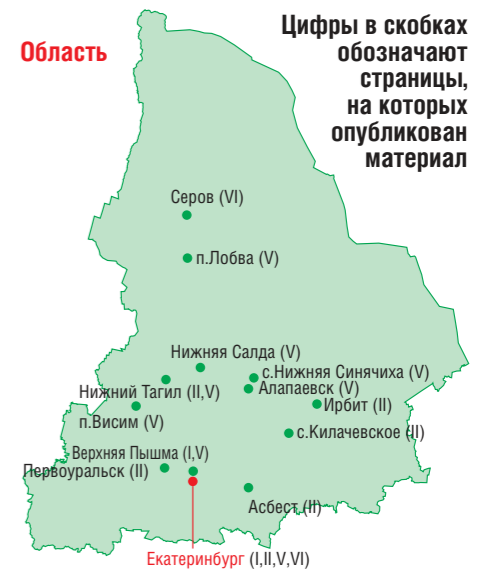 Область
Цифры в скобках
обозначают
страницы,
на которых
опубликован
материал
Серов (VI)
п.Лобва (V)
Нижняя Салда (V)
с.Нижняя Синячиха (V)
Алапаевск (V)
Нижний Тагил (II,V)
Ирбит (II)
п.Висим (V)
с.Килачевское (II)
Верхняя Пышма (I,V)
Первоуральск (II)
Асбест (II)
Екатеринбург (I,II,V,VI)